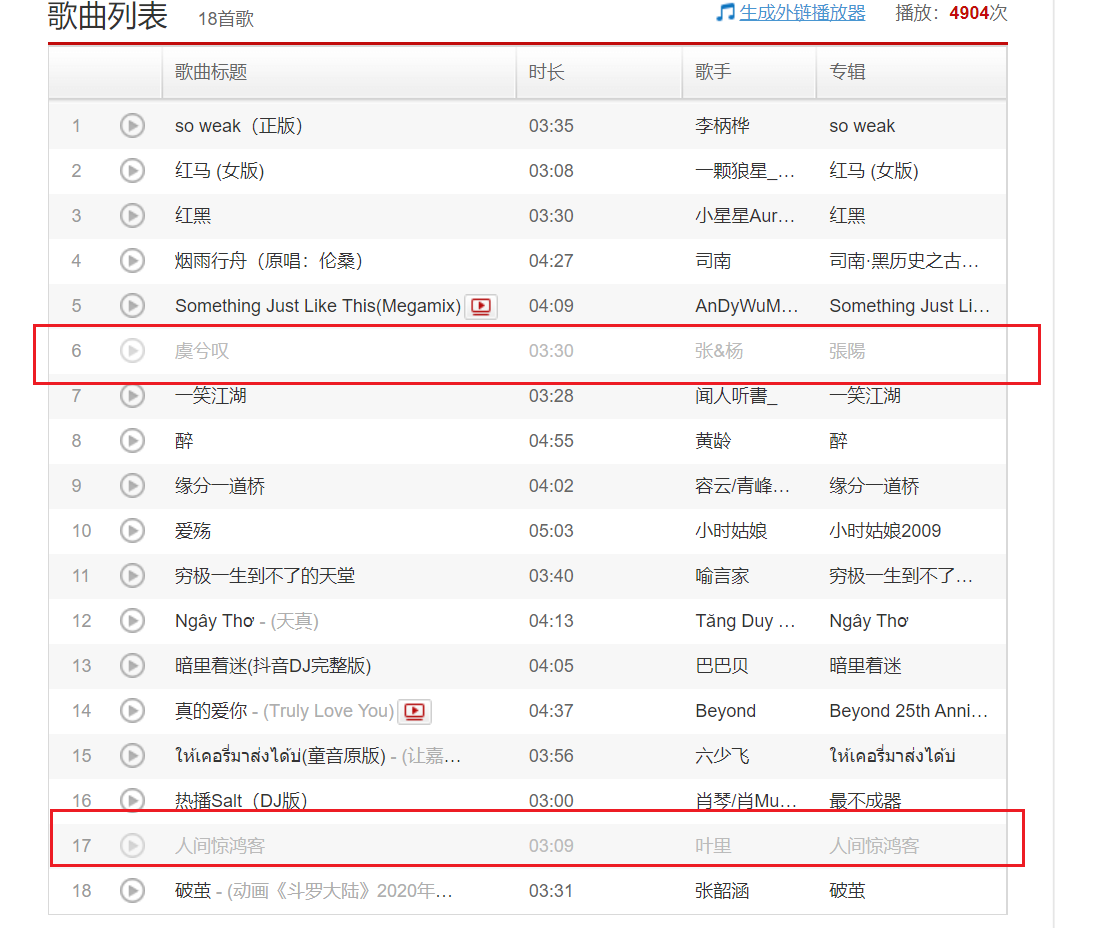 歌曲列表 18首歌 生成外链播放器 播放：4904次
歌曲标题 时长 歌手 专辑
1 so weak（正版） 03:35 李柄桦 so weak
2 红马 (女版) 03:08 一颗狼星_... 红马 (女版)
3 红黑 03:30 小星星Aur... 红黑
4 烟雨行舟（原唱：伦桑） 04:27 司南 司南·黑历史之古...
5 Something Just Like This(Megamix) 04:09 AnDyWuM... Something Just Li...
6 虞兮叹 03:30 张&杨 張陽
7 一笑江湖 03:28 闻人听書_ 一笑江湖
8 醉 04:55 黄龄 醉
9 缘分一道桥 04:02 容云/青峰... 缘分一道桥
10 爱殇 05:03 小时姑娘 小时姑娘2009
11 穷极一生到不了的天堂 03:40 喻言家 穷极一生到不了...
12 Ngây Thơ - (天真) 04:13 Tăng Duy ... Ngây Thơ
13 暗里着迷(抖音DJ完整版) 04:05 巴巴贝 暗里着迷
14 真的爱你 - (Truly Love You) 04:37 Beyond Beyond 25th Anni...
15 ให้เคอรี่มาส่งได้บ่(童音原版) - (让嘉... 03:56 六少飞 ให้เคอรี่มาส่งได้บ่
16 热播Salt（DJ版） 03:00 肖琴/肖Mu... 最不成器
17 人间惊鸿客 03:09 叶里 人间惊鸿客
18 破茧 - (动画《斗罗大陆》2020年... 03:31 张韶涵 破茧